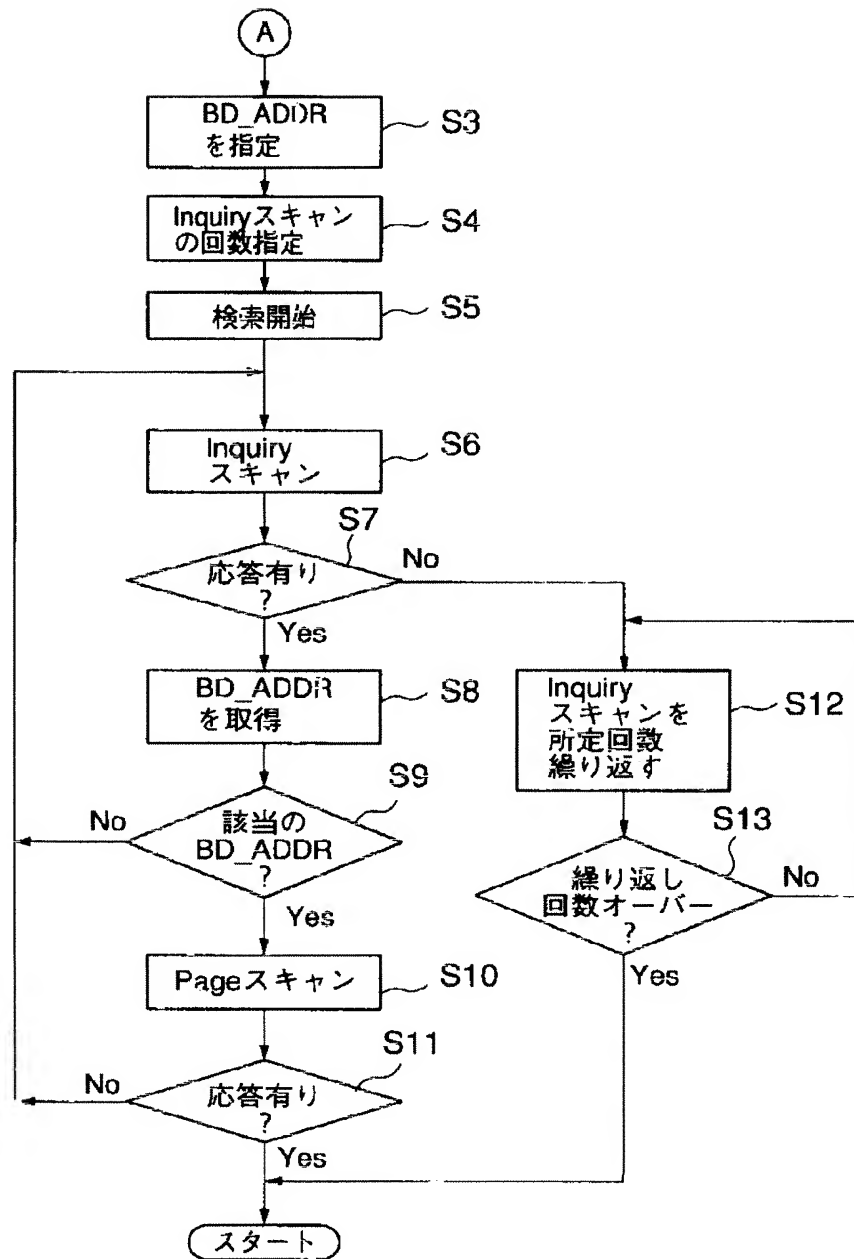 A
BD_ADDR
を指定
S3
Inquiryスキャン
の回数指定
S4
検索開始
S5
Inquiry
スキャン
S6
S7
応答有り
?
No
Yes
BD_ADDR
を取得
S8
Inquiry
スキャンを
所定回数
繰り返す
S12
S9
該当の
BD_ADDR
?
No
Yes
S13
繰り返し
回数オーバー
?
No
Yes
Pageスキャン
S10
S11
応答有り
?
No
Yes
スタート